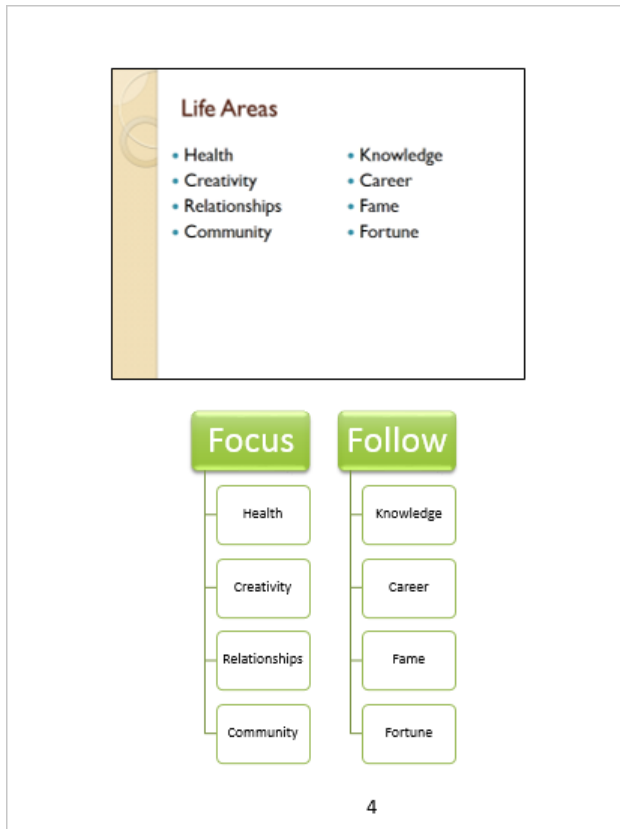 Life Areas
• Health
• Creativity
• Relationships
• Community
• Knowledge
• Career
• Fame
• Fortune
Focus
Health
Creativity
Relationships
Community
Follow
Knowledge
Career
Fame
Fortune
4